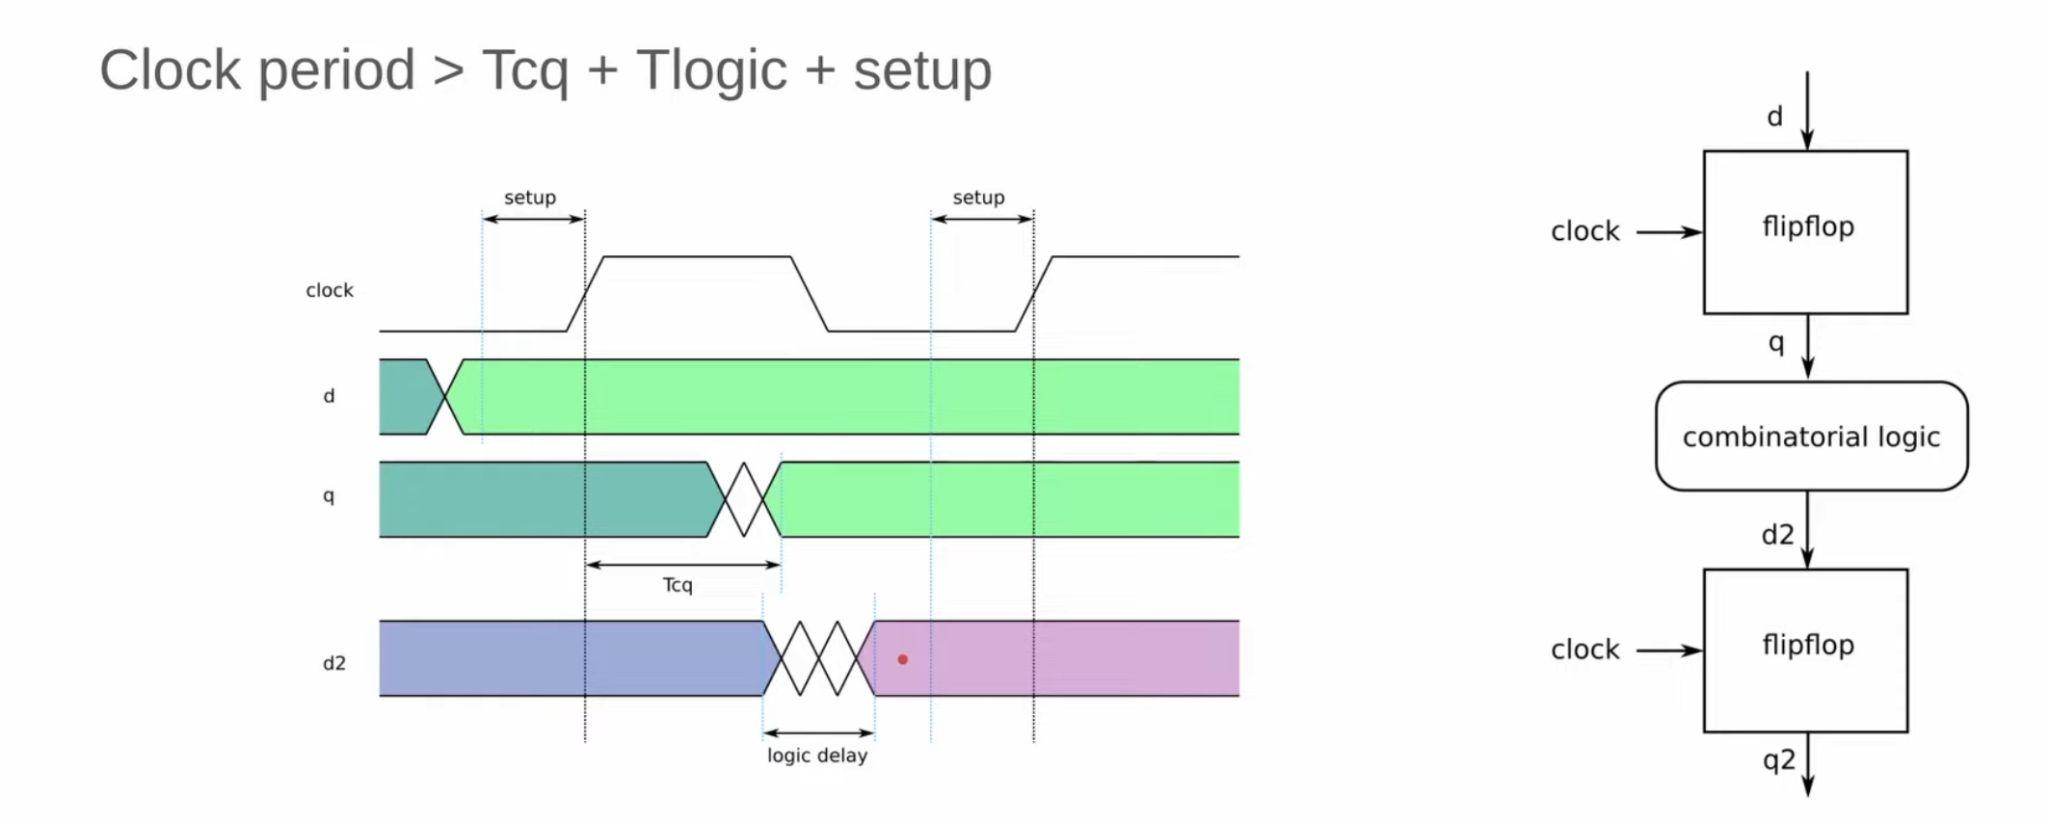 Clock period > Tcq + Tlogic + setup
setup
setup
clock
d
q
Tcq
d2
logic delay
d
clock
flipflop
q
combinatorial logic
d2
clock
flipflop
q2